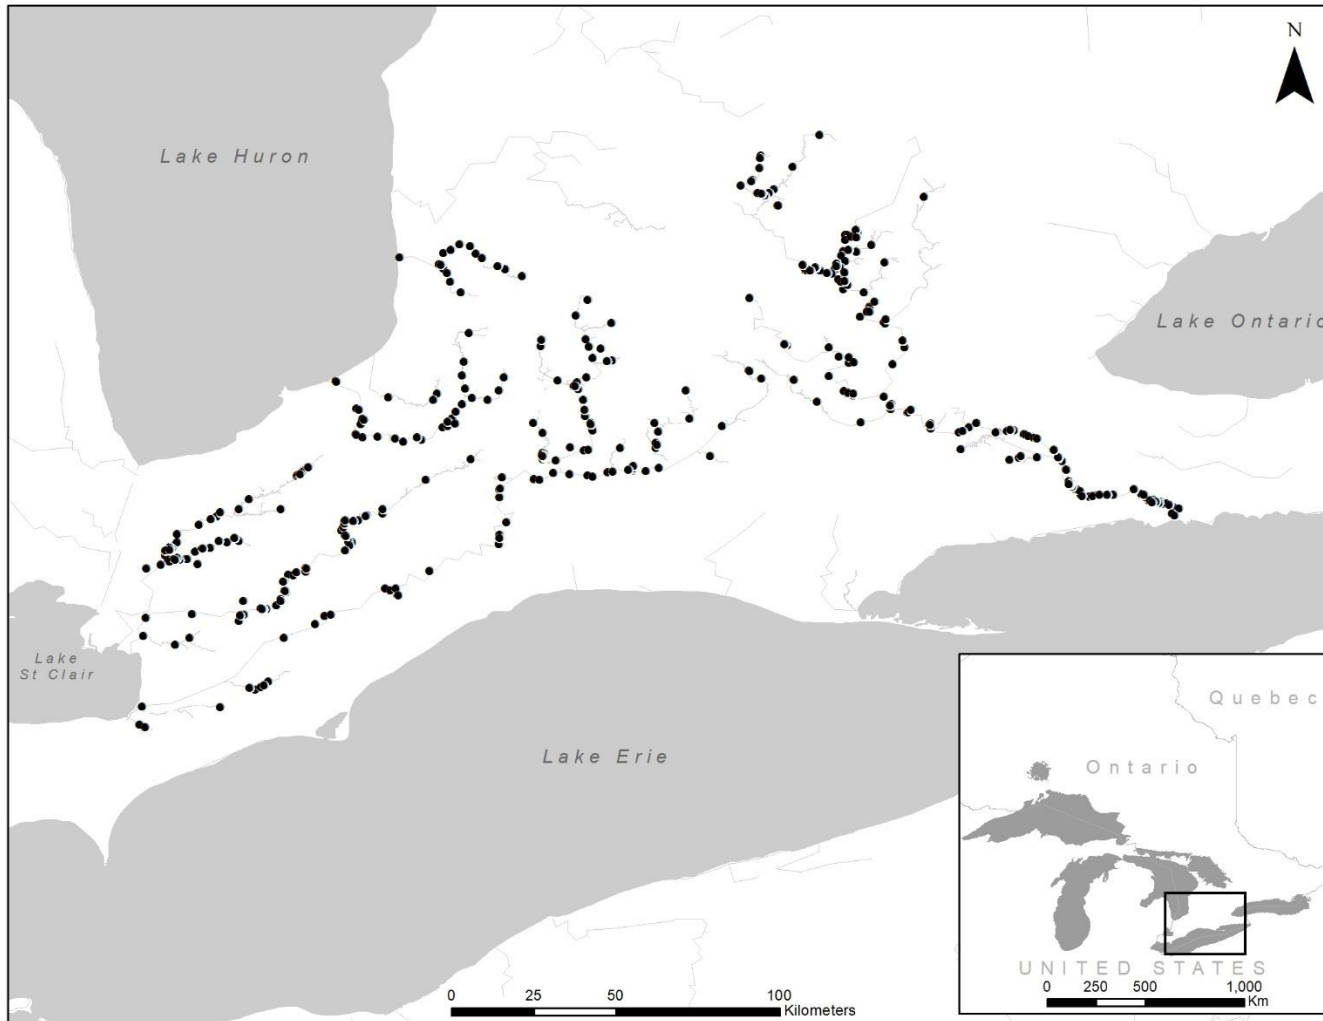 N
Lake Huron
Lake Ontario
Lake
St Clair
Lake Erie
Quebec
Ontario
UNITED STATES
0 250 500 1,000
Km
0 25 50 100
Kilometers